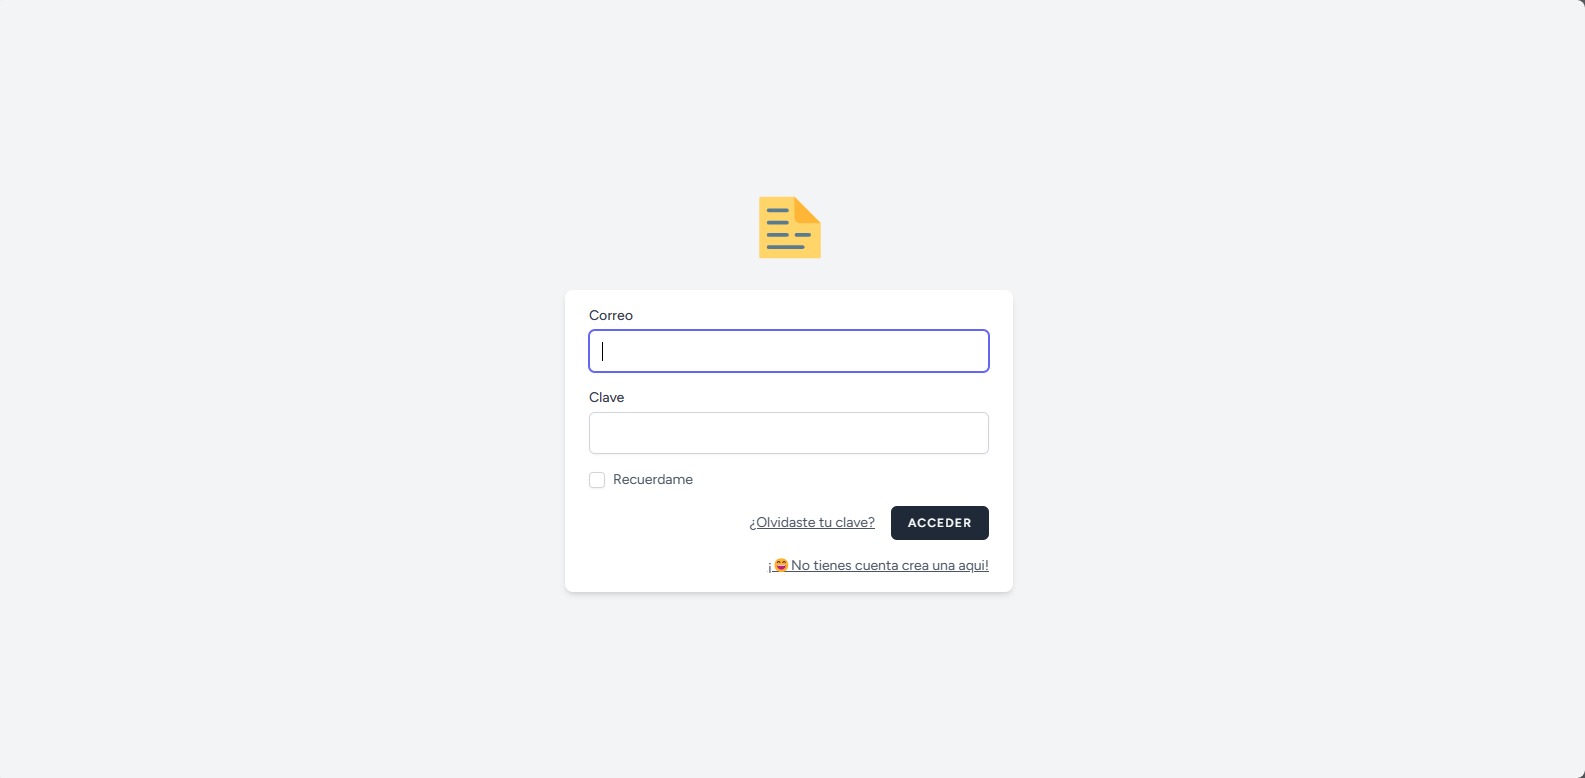 Correo
Clave
Recuerdame
¿Olvidaste tu clave?
ACCEDER
¡😄No tienes cuenta crea una aqui!